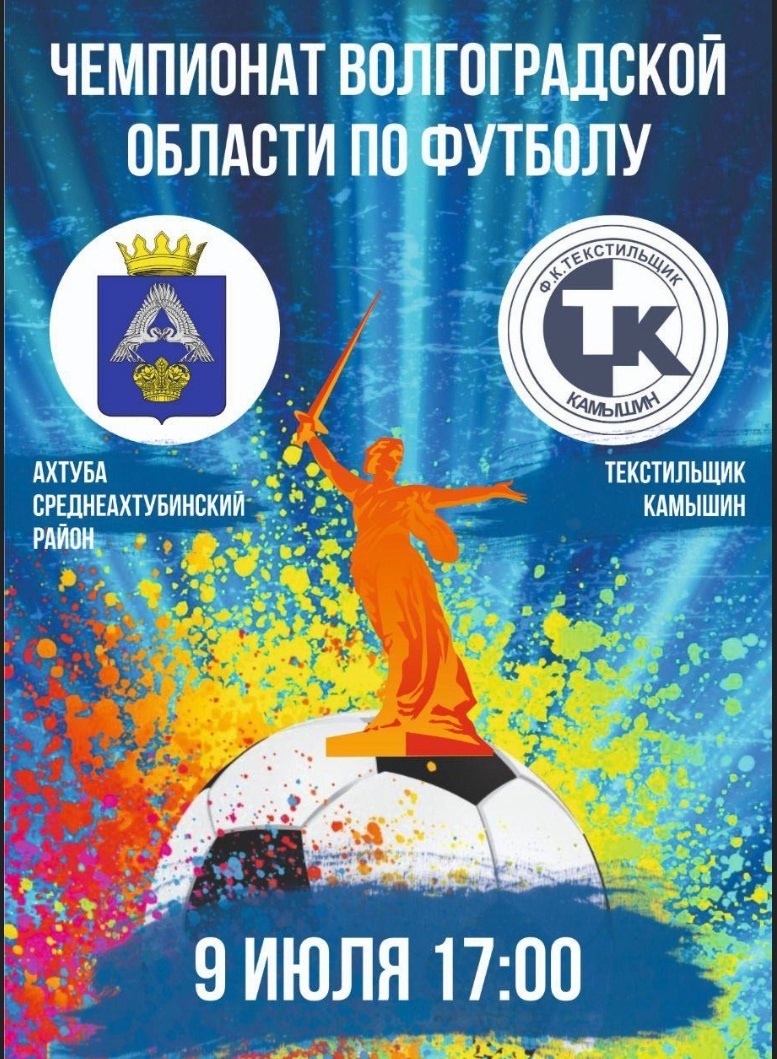 ЧЕМПИОНАТ ВОЛГОГРАДСКОЙ
ОБЛАСТИ ПО ФУТБОЛУ
Ф.К.ТЕКСТИЛЬЩИК
ТК
КАМЫШИН
АХТУБА
СРЕДНЕАХТУБИНСКИЙ
РАЙОН
ТЕКСТИЛЬЩИК
КАМЫШИН
9 ИЮЛЯ 17:00